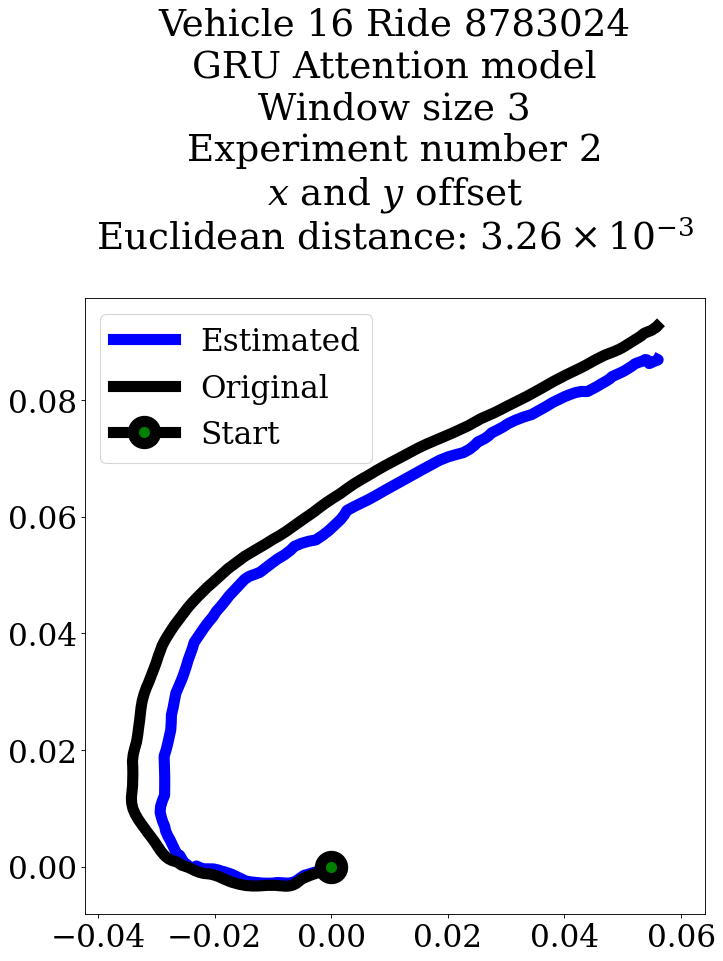 Vehicle 16 Ride 8783024
GRU Attention model
Window size 3
Experiment number 2
x and y offset
Euclidean distance: 3.26 × 10⁻³
Estimated
Original
Start
0.08
0.06
0.04
0.02
0.00
−0.04 −0.02 0.00 0.02 0.04 0.06